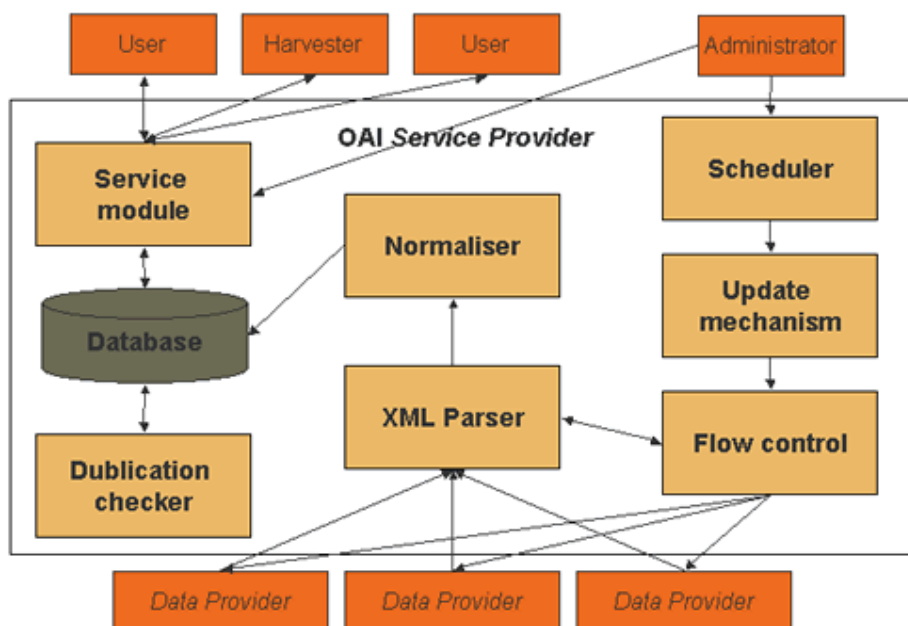 User
Harvester
User
Administrator
OAI Service Provider
Service
module
Scheduler
Normaliser
Update
mechanism
Database
XML Parser
Flow control
Dublication
checker
Data Provider
Data Provider
Data Provider